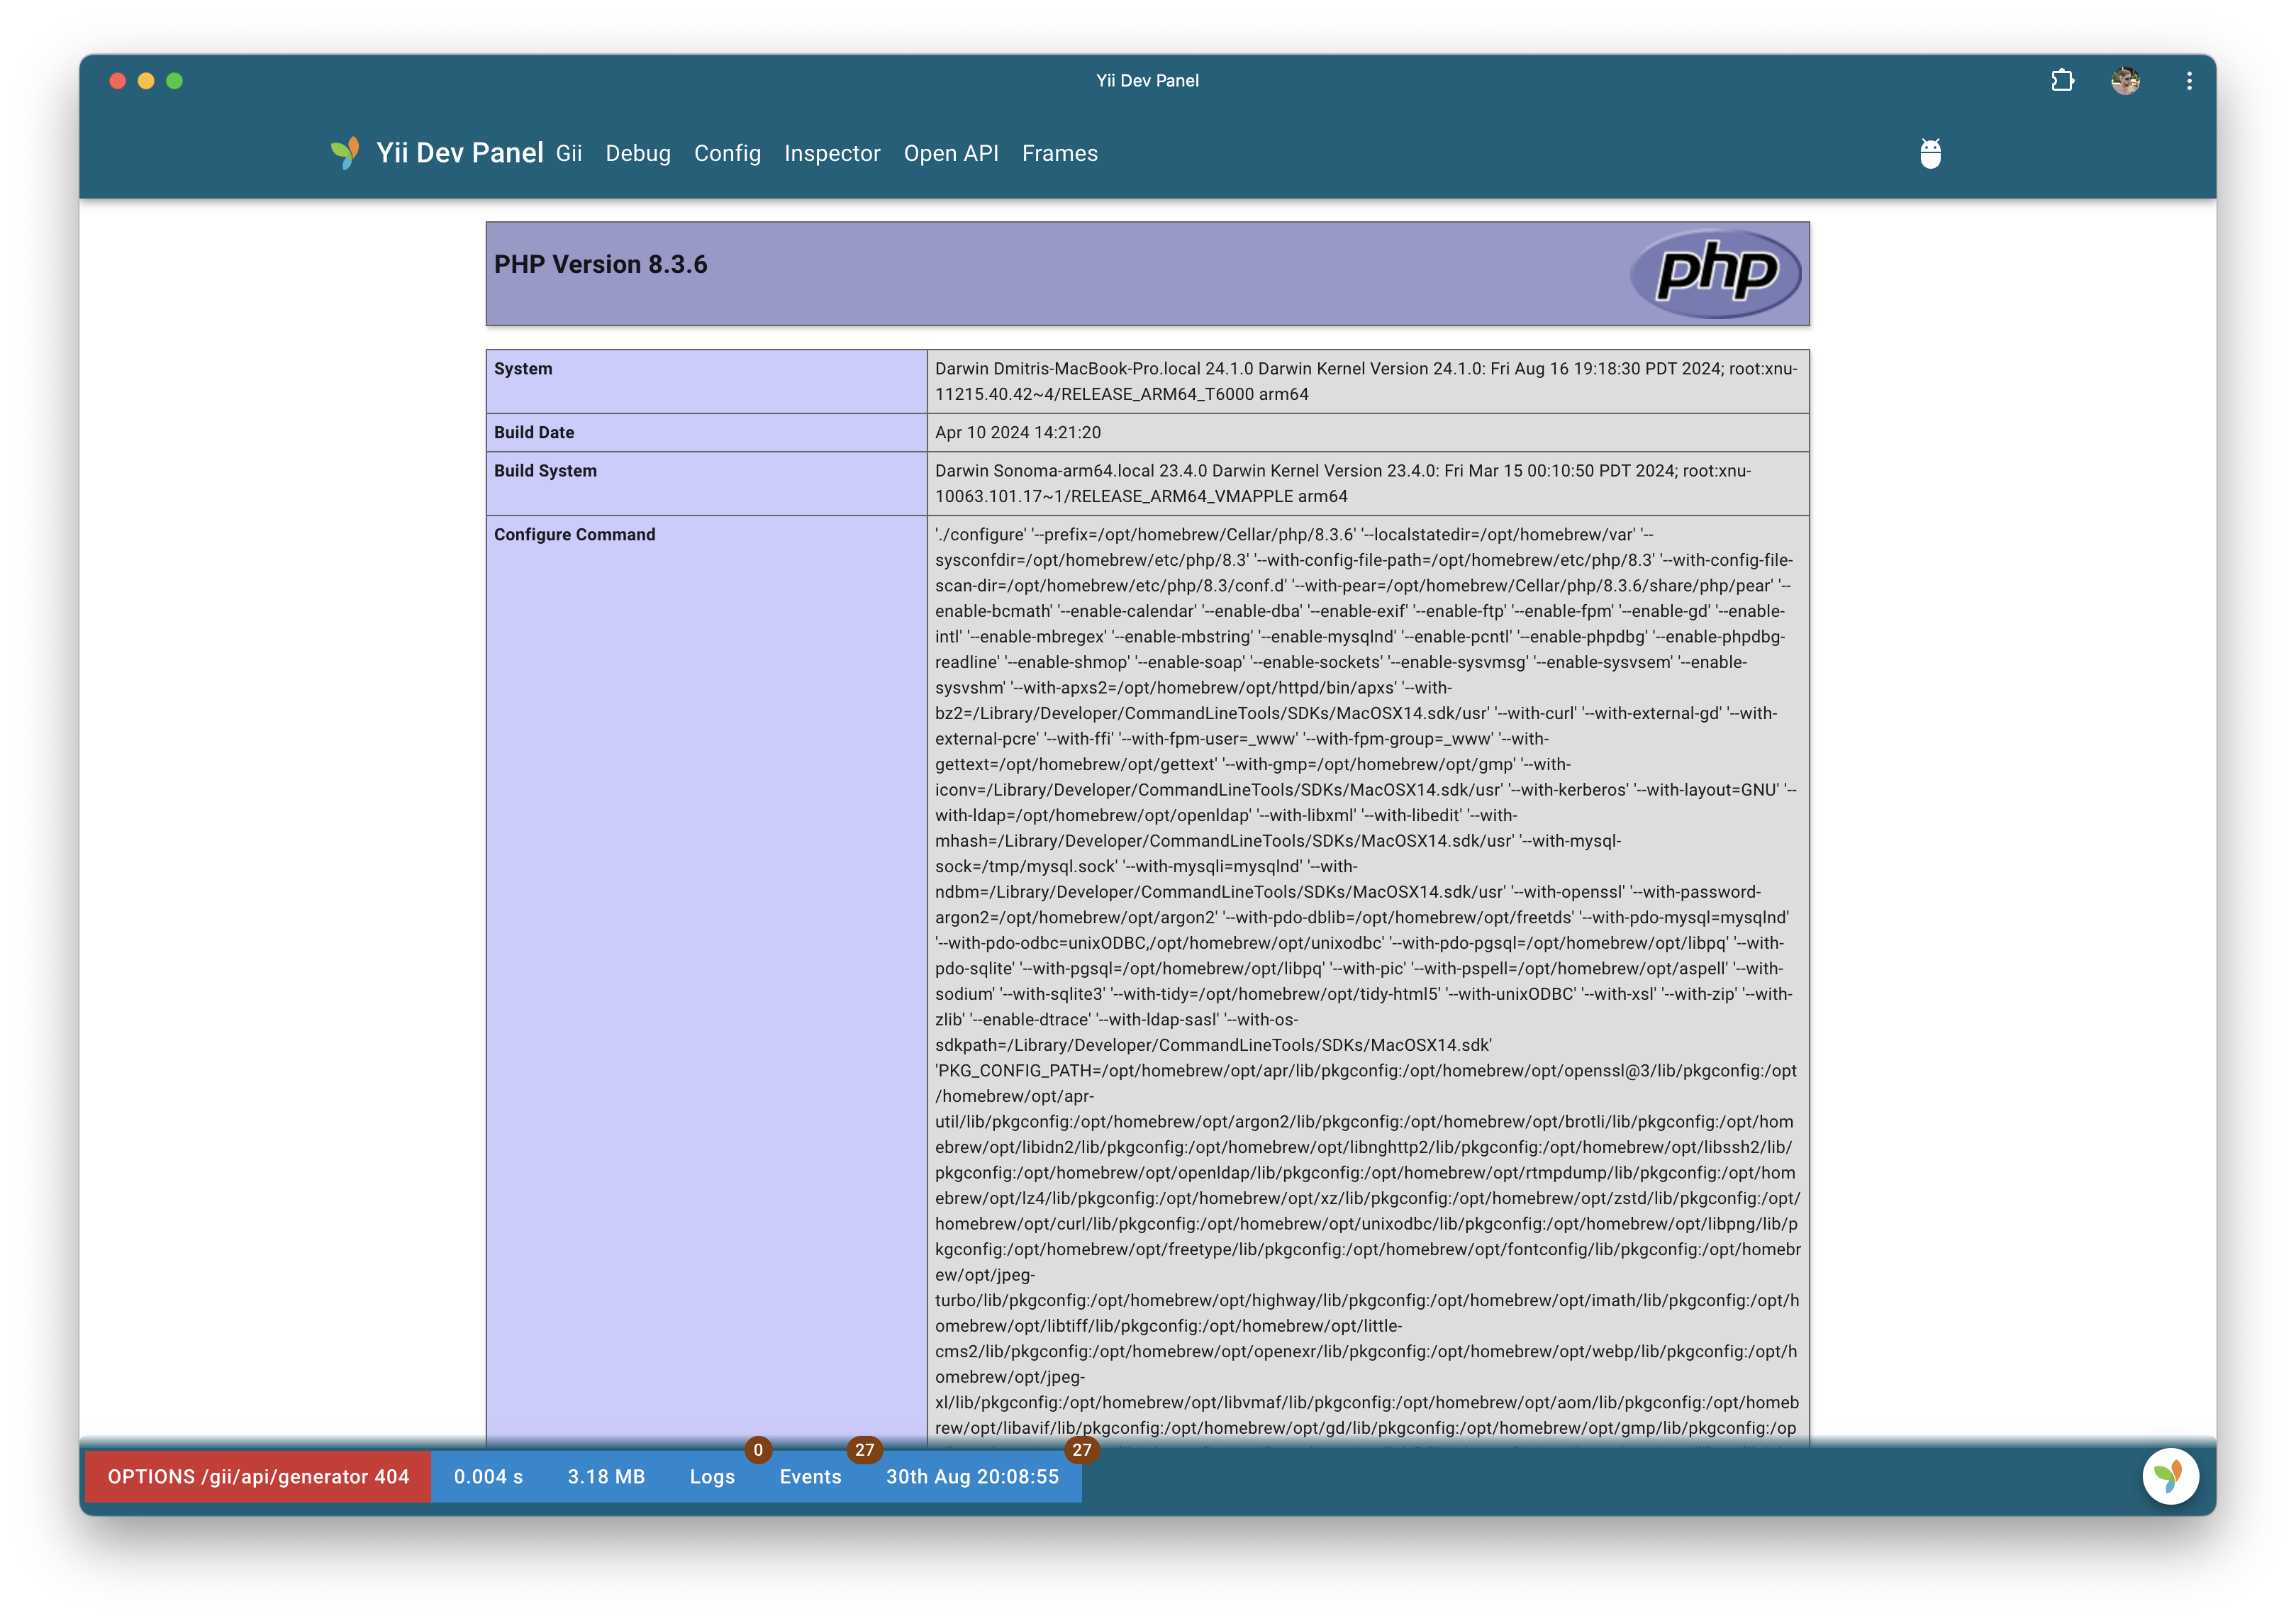 Yii Dev Panel
Yii Dev Panel Gii Debug Config Inspector Open API Frames
PHP Version 8.3.6
php
System
Darwin Dmitris-MacBook-Pro.local 24.1.0 Darwin Kernel Version 24.1.0: Fri Aug 16 19:18:30 PDT 2024; root:xnu-
11215.40.42~4/RELEASE_ARM64_T6000 arm64
Build Date
Apr 10 2024 14:21:20
Build System
Darwin Sonoma-arm64.local 23.4.0 Darwin Kernel Version 23.4.0: Fri Mar 15 00:10:50 PDT 2024; root:xnu-
10063.101.17~1/RELEASE_ARM64_VMAPPLE arm64
Configure Command
'./configure' '--prefix=/opt/homebrew/Cellar/php/8.3.6' '--localstatedir=/opt/homebrew/var' '--
sysconfdir=/opt/homebrew/etc/php/8.3' '--with-config-file-path=/opt/homebrew/etc/php/8.3' '--with-config-file-
scan-dir=/opt/homebrew/etc/php/8.3/conf.d' '--with-pear=/opt/homebrew/Cellar/php/8.3.6/share/php/pear' '--
enable-bcmath' '--enable-calendar' '--enable-dba' '--enable-exif' '--enable-ftp' '--enable-fpm' '--enable-gd' '--enable-
intl' '--enable-mbregex' '--enable-mbstring' '--enable-mysqlnd' '--enable-pcntl' '--enable-phpdbg' '--enable-phpdbg-
readline' '--enable-shmop' '--enable-soap' '--enable-sockets' '--enable-sysvmsg' '--enable-sysvsem' '--enable-
sysvshm' '--with-apxs2=/opt/homebrew/opt/httpd/bin/apxs' '--with-
bz2=/Library/Developer/CommandLineTools/SDKs/MacOSX14.sdk/usr' '--with-curl' '--with-external-gd' '--with-
external-pcre' '--with-ffi' '--with-fpm-user=_www' '--with-fpm-group=_www' '--with-
gettext=/opt/homebrew/opt/gettext' '--with-gmp=/opt/homebrew/opt/gmp' '--with-
iconv=/Library/Developer/CommandLineTools/SDKs/MacOSX14.sdk/usr' '--with-kerberos' '--with-layout=GNU' '--
with-ldap=/opt/homebrew/opt/openldap' '--with-libxml' '--with-libedit' '--with-
mhash=/Library/Developer/CommandLineTools/SDKs/MacOSX14.sdk/usr' '--with-mysql-
sock=/tmp/mysql.sock' '--with-mysqli=mysqlnd' '--with-
ndbm=/Library/Developer/CommandLineTools/SDKs/MacOSX14.sdk/usr' '--with-openssl' '--with-password-
argon2=/opt/homebrew/opt/argon2' '--with-pdo-dblib=/opt/homebrew/opt/freetds' '--with-pdo-mysql=mysqlnd'
'--with-pdo-odbc=unixODBC,/opt/homebrew/opt/unixodbc' '--with-pdo-pgsql=/opt/homebrew/opt/libpq' '--with-
pdo-sqlite' '--with-pgsql=/opt/homebrew/opt/libpq' '--with-pic' '--with-pspell=/opt/homebrew/opt/aspell' '--with-
sodium' '--with-sqlite3' '--with-tidy=/opt/homebrew/opt/tidy-html5' '--with-unixODBC' '--with-xsl' '--with-zip' '--with-
zlib' '--enable-dtrace' '--with-ldap-sasl' '--with-os-
sdkpath=/Library/Developer/CommandLineTools/SDKs/MacOSX14.sdk'
'PKG_CONFIG_PATH=/opt/homebrew/opt/apr/lib/pkgconfig:/opt/homebrew/opt/openssl@3/lib/pkgconfig:/opt
/homebrew/opt/apr-
util/lib/pkgconfig:/opt/homebrew/opt/argon2/lib/pkgconfig:/opt/homebrew/opt/brotli/lib/pkgconfig:/opt/hom
ebrew/opt/libidn2/lib/pkgconfig:/opt/homebrew/opt/libnghttp2/lib/pkgconfig:/opt/homebrew/opt/libssh2/lib/
pkgconfig:/opt/homebrew/opt/openldap/lib/pkgconfig:/opt/homebrew/opt/rtmpdump/lib/pkgconfig:/opt/hom
ebrew/opt/lz4/lib/pkgconfig:/opt/homebrew/opt/xz/lib/pkgconfig:/opt/homebrew/opt/zstd/lib/pkgconfig:/opt/
homebrew/opt/curl/lib/pkgconfig:/opt/homebrew/opt/unixodbc/lib/pkgconfig:/opt/homebrew/opt/libpng/lib/p
kgconfig:/opt/homebrew/opt/freetype/lib/pkgconfig:/opt/homebrew/opt/fontconfig/lib/pkgconfig:/opt/homebr
ew/opt/jpeg-
turbo/lib/pkgconfig:/opt/homebrew/opt/highway/lib/pkgconfig:/opt/homebrew/opt/imath/lib/pkgconfig:/opt/h
omebrew/opt/libtiff/lib/pkgconfig:/opt/homebrew/opt/little-
cms2/lib/pkgconfig:/opt/homebrew/opt/openexr/lib/pkgconfig:/opt/homebrew/opt/webp/lib/pkgconfig:/opt/h
omebrew/opt/jpeg-
xl/lib/pkgconfig:/opt/homebrew/opt/libvmaf/lib/pkgconfig:/opt/homebrew/opt/aom/lib/pkgconfig:/opt/homeb
rew/opt/libavif/lib/pkgconfig:/opt/homebrew/opt/gd/lib/pkgconfig:/opt/homebrew/opt/gmp/lib/pkgconfig:/op
0 27 27
OPTIONS /gii/api/generator 404 0.004 s 3.18 MB Logs Events 30th Aug 20:08:55